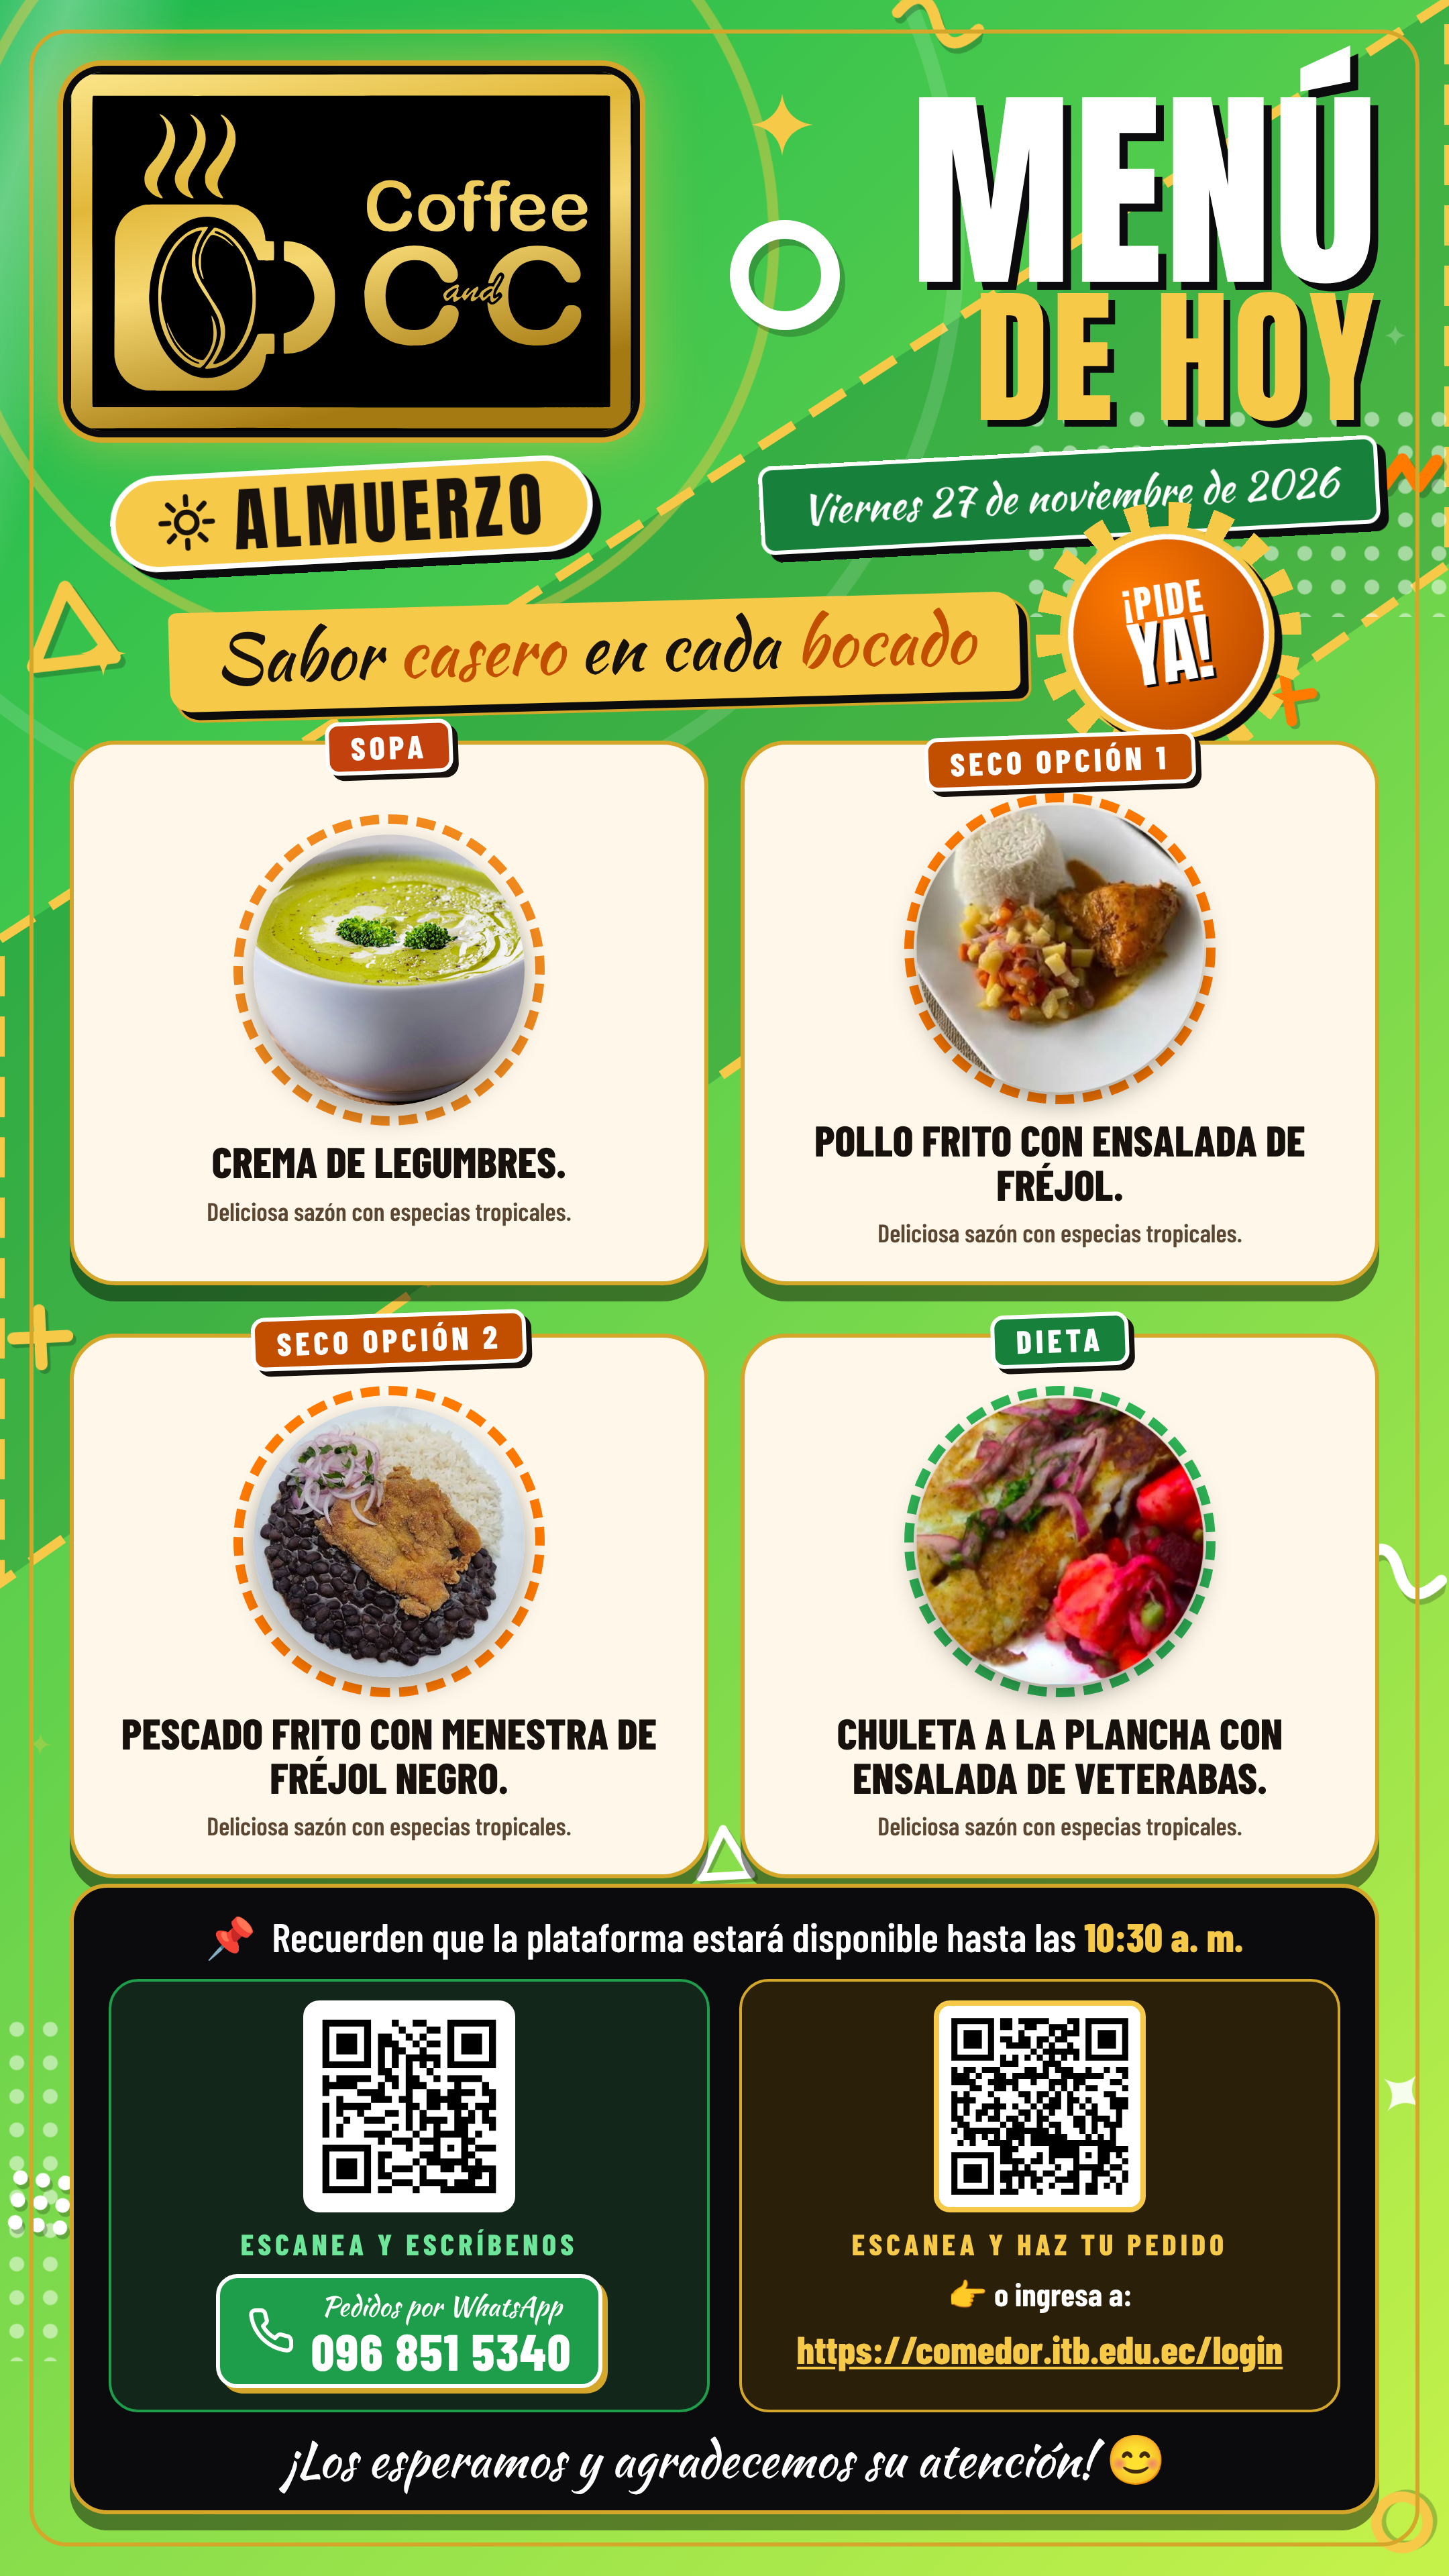 Coffee
C and C
MENÚ
DE HOY
ALMUERZO
Viernes 27 de noviembre de 2026
Sabor casero en cada bocado
¡PIDE
YA!
SOPA
CREMA DE LEGUMBRES.
Deliciosa sazón con especias tropicales.
SECO OPCIÓN 1
POLLO FRITO CON ENSALADA DE
FRÉJOL.
Deliciosa sazón con especias tropicales.
SECO OPCIÓN 2
PESCADO FRITO CON MENESTRA DE
FRÉJOL NEGRO.
Deliciosa sazón con especias tropicales.
DIETA
CHULETA A LA PLANCHA CON
ENSALADA DE VETERABAS.
Deliciosa sazón con especias tropicales.
📌 Recuerden que la plataforma estará disponible hasta las 10:30 a. m.
ESCANEA Y ESCRÍBENOS
Pedidos por WhatsApp
096 851 5340
ESCANEA Y HAZ TU PEDIDO
👉 o ingresa a:
https://comedor.itb.edu.ec/login
¡Los esperamos y agradecemos su atención! 😊